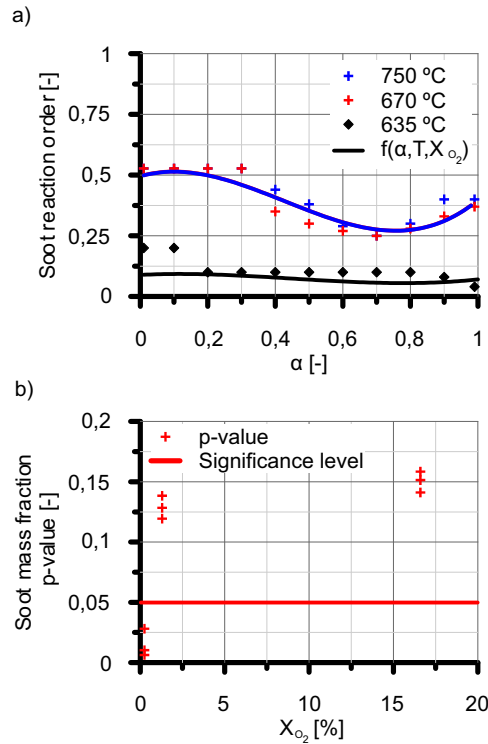 a)
1
0,75
0,5
0,25
0
Soot reaction order [-]
750 ºC
670 ºC
635 ºC
f(α,T,X O2)
0 0,2 0,4 0,6 0,8 1
α [-]
b)
0,2
0,15
0,1
0,05
0
Soot mass fraction
p-value [-]
p-value
Significance level
0 5 10 15 20
X O2 [%]